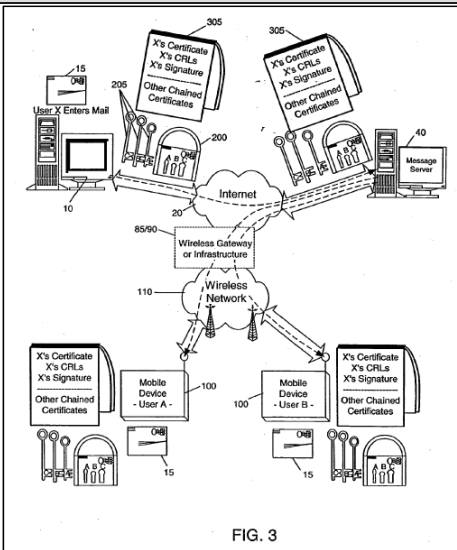 305
X's Certificate
X's CRLs
X's Signature
Other Chained
Certificates
305
X's Certificate
X's CRLs
X's Signature
Other Chained
Certificates
15
User X Enters Mail
205
200
A B C
10
Internet
20
40
Message
Server
85/90
Wireless Gateway
or Infrastructure
110
Wireless
Network
X's Certificate
X's CRLs
X's Signature
Other Chained
Certificates
A B C
Mobile
Device
- User A -
100
15
Mobile
Device
- User B -
100
15
X's Certificate
X's CRLs
X's Signature
Other Chained
Certificates
A B C
FIG. 3